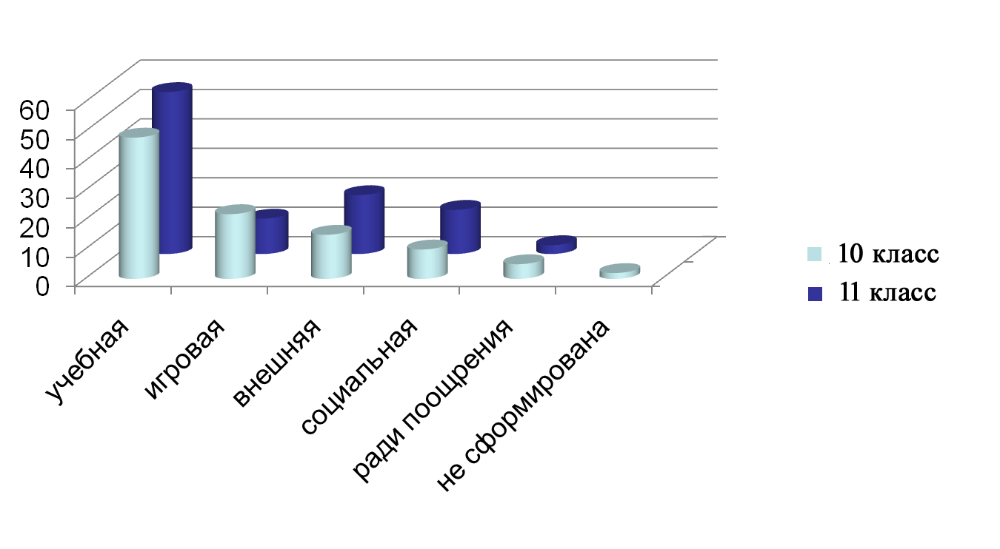 60
50
40
30
20
10
0
учебная
игровая
внешняя
социальная
ради поощрения
не сформирована
10 класс
11 класс